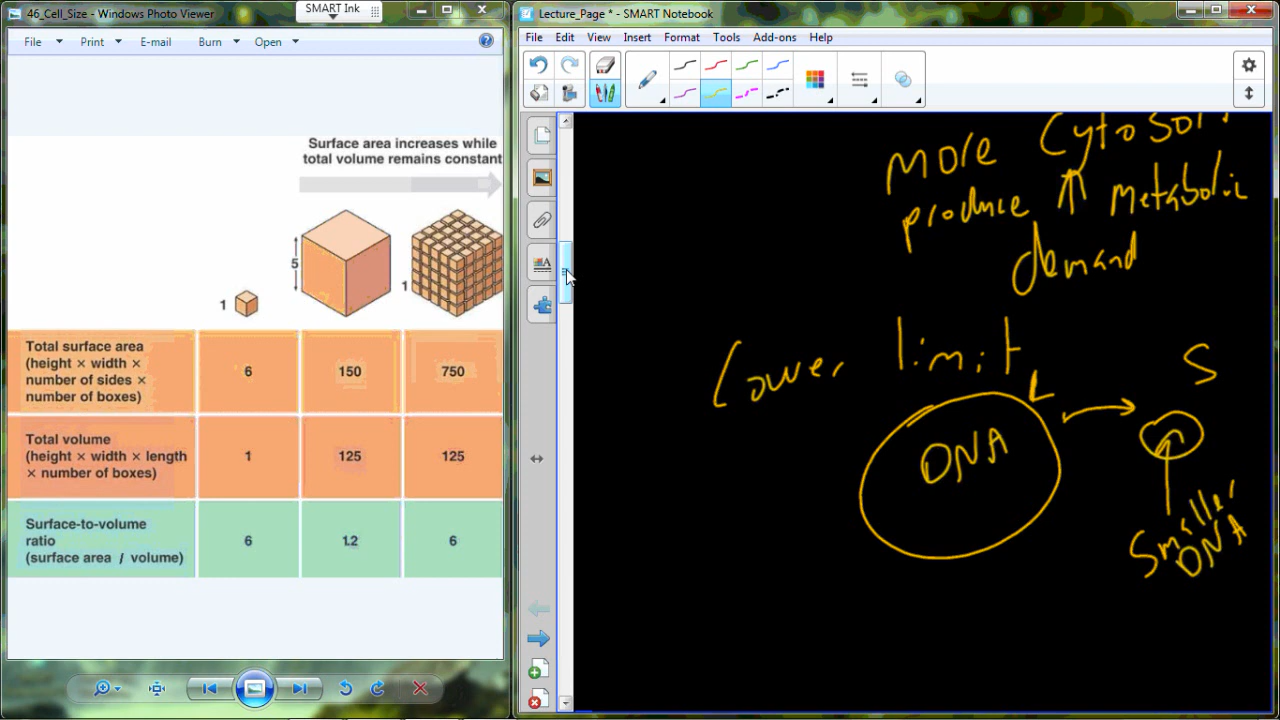 46_Cell_Size - Windows Photo Viewer
SMART Ink
File Print E-mail Burn Open
Surface area increases while
total volume remains constant
5
1
1
Total surface area
(height × width ×
number of sides ×
number of boxes)
6 150 750
Total volume
(height × width × length
× number of boxes)
1 125 125
Surface-to-volume
ratio
(surface area / volume)
6 1.2 6
Lecture_Page * - SMART Notebook
File Edit View Insert Format Tools Add-ons Help
More Cytosol
produce ↑ Metabolic
demand
Lower limit
L
S
DNA
Smaller
DNA